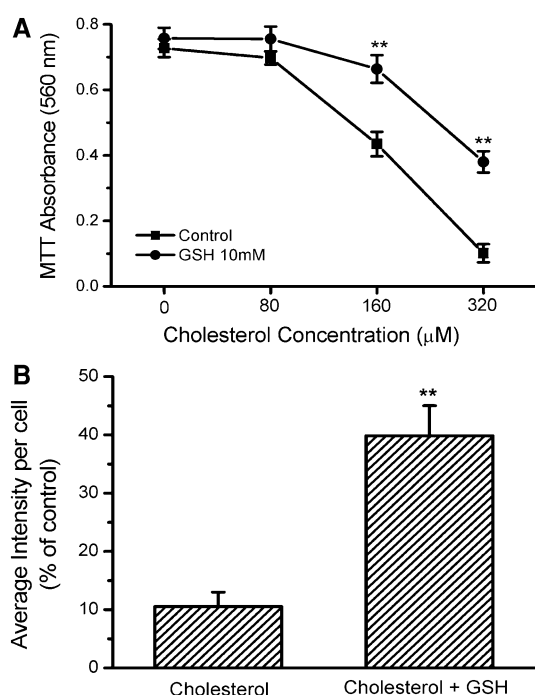 A
MTT Absorbance (560 nm)
0.8
0.6
0.4
0.2
0.0
**
**
Control
GSH 10mM
0 80 160 320
Cholesterol Concentration (μM)
B
Average Intensity per cell
(% of control)
50
40
30
20
10
0
**
Cholesterol Cholesterol + GSH